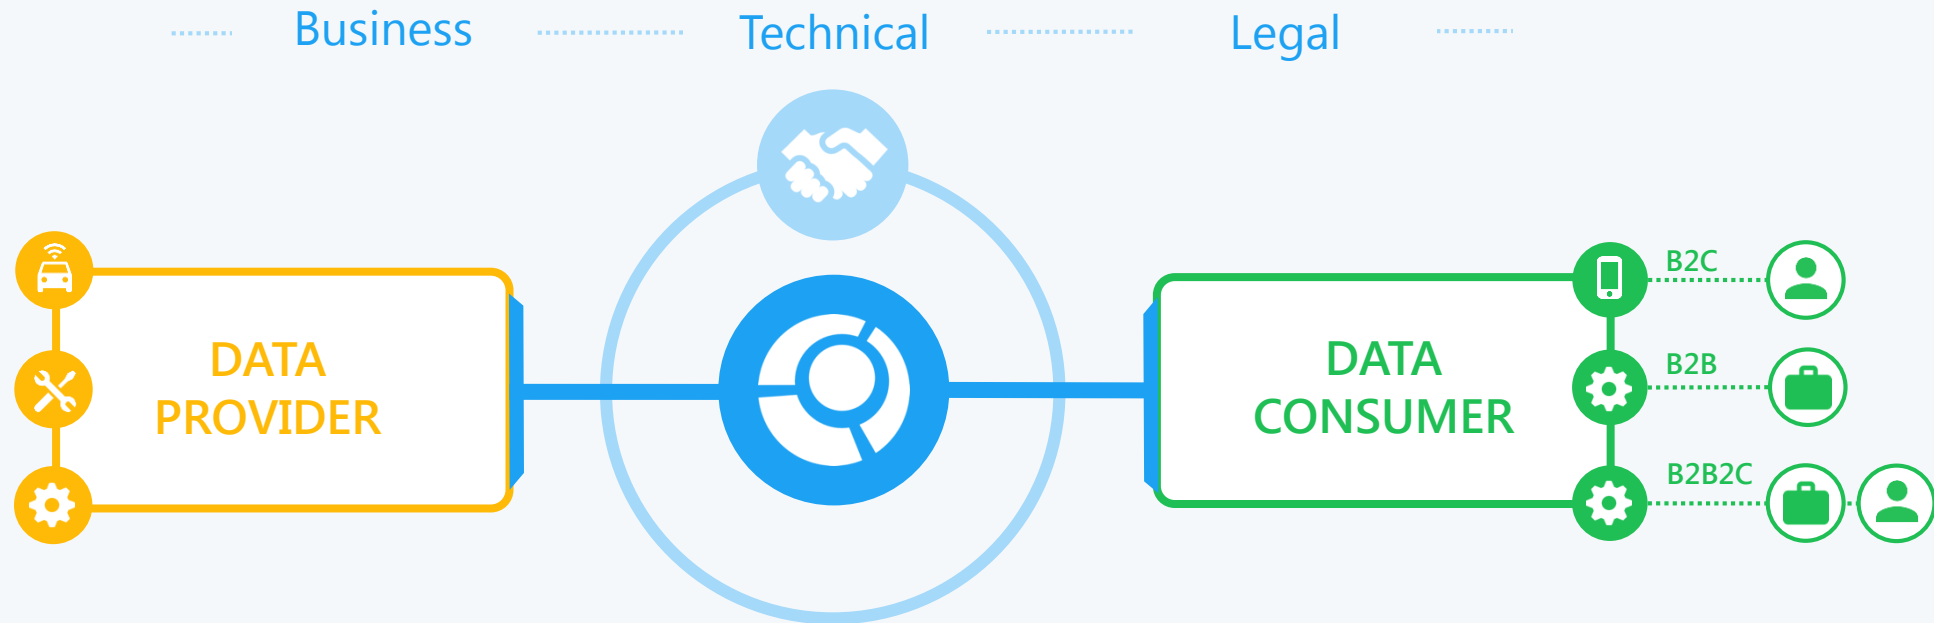 Business
Technical
Legal
DATA
PROVIDER
DATA
CONSUMER
B2C
B2B
B2B2C